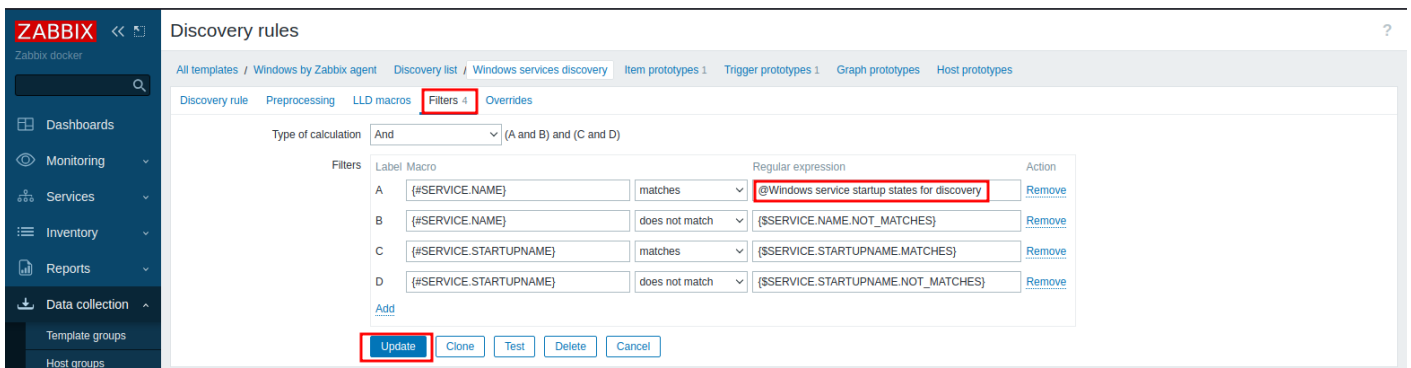 ZABBIX
Discovery rules
?
Zabbix docker
All templates / Windows by Zabbix agent Discovery list / Windows services discovery Item prototypes 1 Trigger prototypes 1 Graph prototypes Host prototypes
Discovery rule Preprocessing LLD macros Filters 4 Overrides
Dashboards
Monitoring
Services
Inventory
Reports
Data collection
Template groups
Host groups
Type of calculation And (A and B) and (C and D)
Filters Label Macro Regular expression Action
A {#SERVICE.NAME} matches @Windows service startup states for discovery Remove
B {#SERVICE.NAME} does not match {$SERVICE.NAME.NOT_MATCHES} Remove
C {#SERVICE.STARTUPNAME} matches {$SERVICE.STARTUPNAME.MATCHES} Remove
D {#SERVICE.STARTUPNAME} does not match {$SERVICE.STARTUPNAME.NOT_MATCHES} Remove
Add
Update Clone Test Delete Cancel